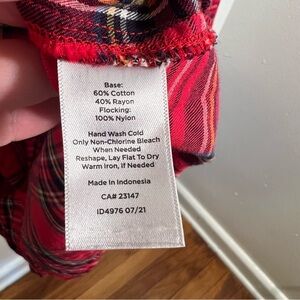 Base:
60% Cotton
40% Rayon
Flocking:
100% Nylon
Hand Wash Cold
Only Non-Chlorine Bleach
When Needed
Reshape, Lay Flat To Dry
Warm Iron, if Needed
Made in Indonesia
CA# 23147
ID4976 07/21